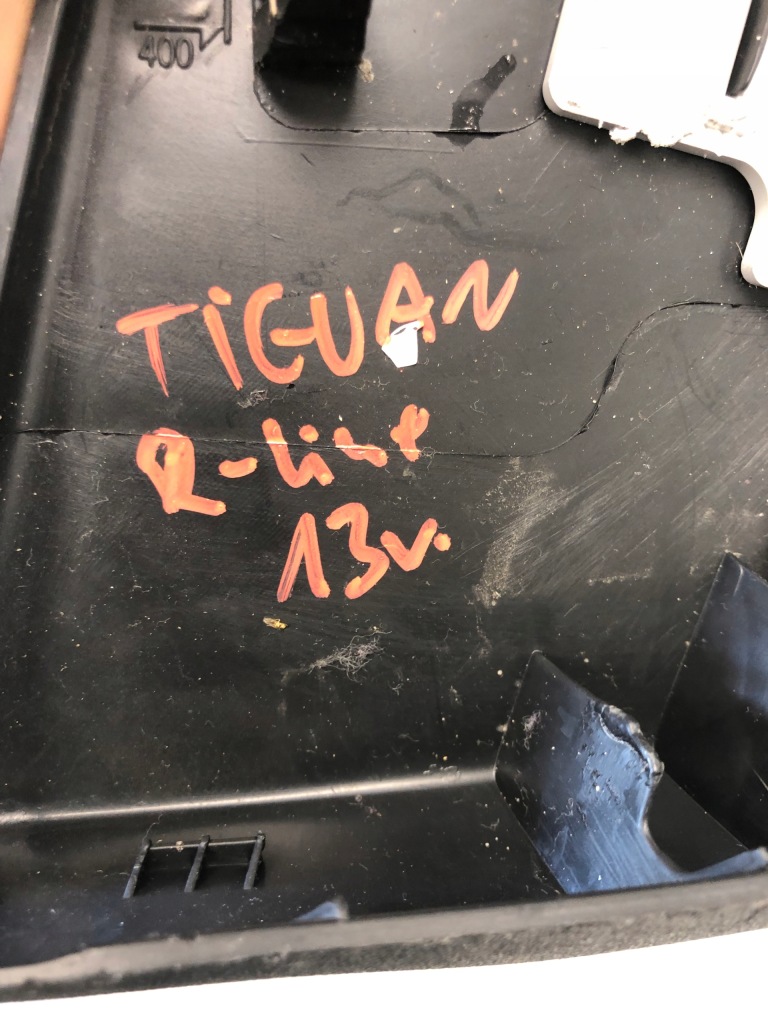 400
TiGUAN
R-line
13v.